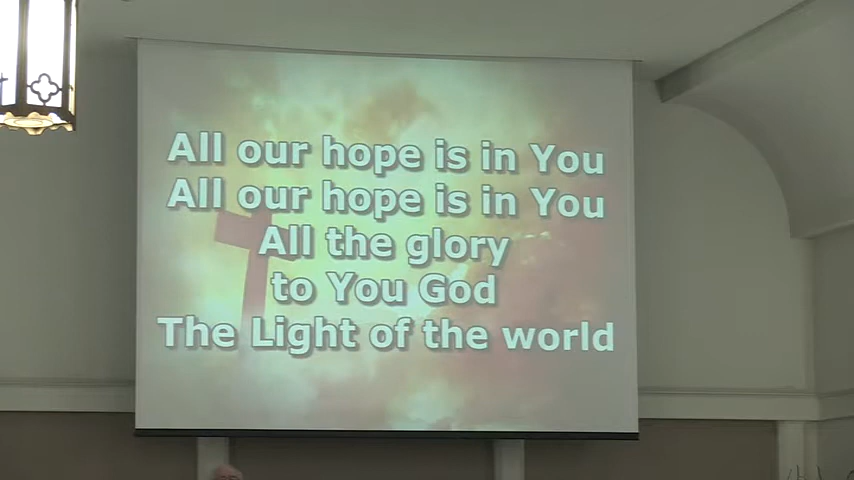 All our hope is in You
All our hope is in You
All the glory
to You God
The Light of the world